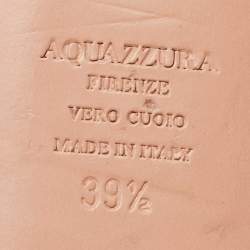 AQUAZZURA
FIRENZE
VERO CUOIO
MADE IN ITALY
39½